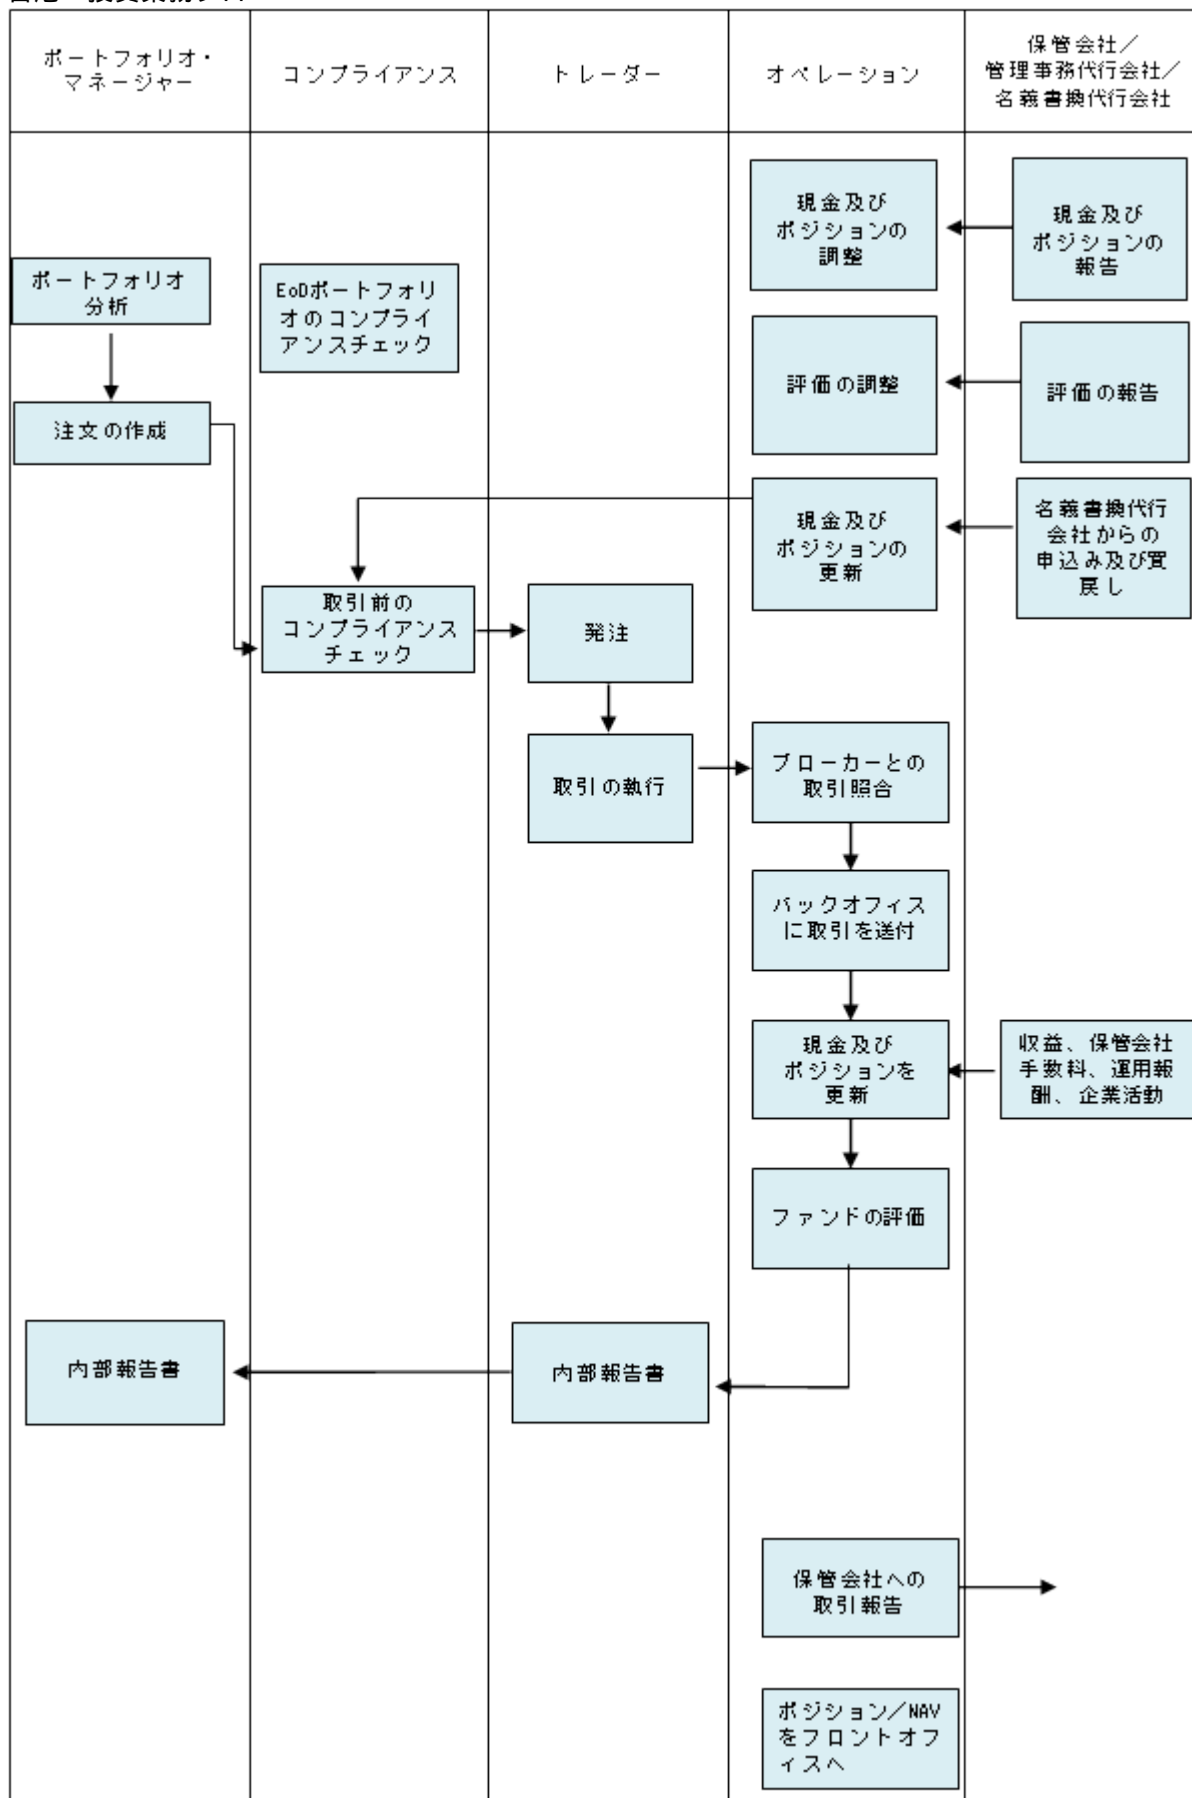 ポートフォリオ・
マネージャー
コンプライアンス
トレーダー
オペレーション
保管会社／
管理事務代行会社／
名義書換代行会社
現金及び
ポジションの
調整
現金及び
ポジションの
報告
ポートフォリオ
分析
EoDポートフォリ
オのコンプライ
アンスチェック
評価の調整
評価の報告
注文の作成
現金及び
ポジションの
更新
名義書換代行
会社からの
申込み及び買
戻し
取引前の
コンプライアンス
チェック
発注
取引の執行
ブローカーとの
取引照合
バックオフィス
に取引を送付
現金及び
ポジションを
更新
収益、保管会社
手数料、運用報
酬、企業活動
ファンドの評価
内部報告書
内部報告書
保管会社への
取引報告
ポジション／NAV
をフロントオフ
ィスへ